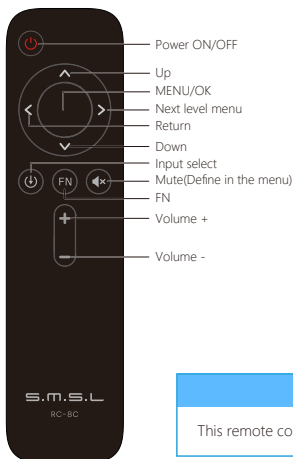 Power ON/OFF
Up
MENU/OK
Next level menu
Return
Down
Input select
Mute(Define in the menu)
FN
FN
Volume +
Volume -
S.M.S.L
RC-8C
This remote co